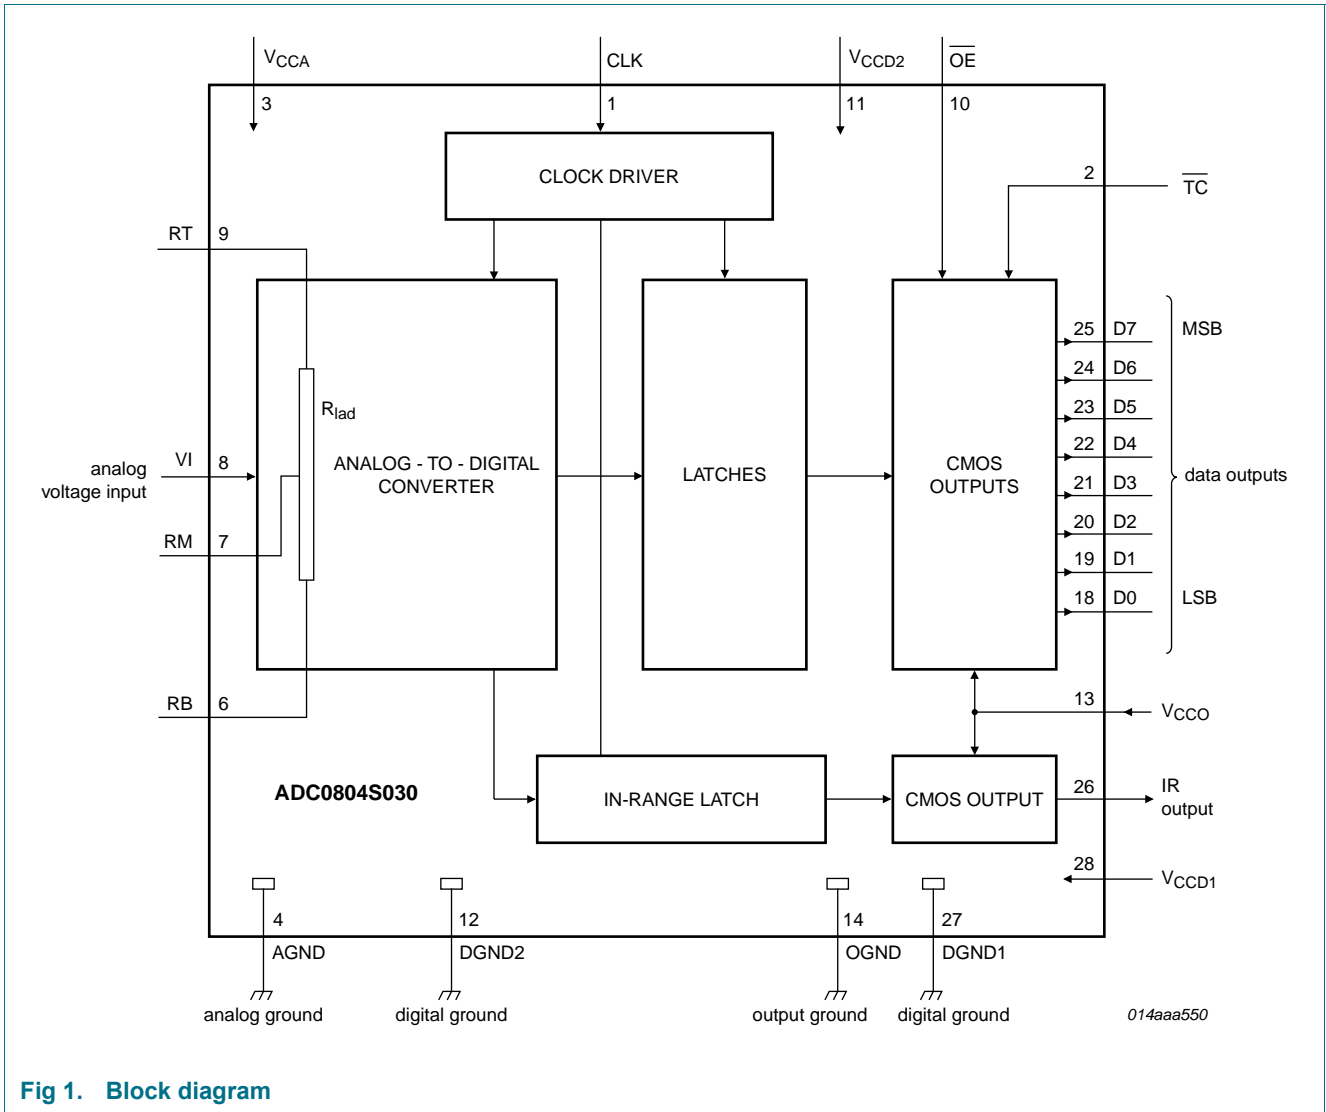 VCCA
CLK
VCCD2
OE
3
1
11
10
CLOCK DRIVER
2
TC
RT
9
25
D7
MSB
24
D6
Rlad
23
D5
22
D4
VI
8
analog
voltage input
ANALOG - TO - DIGITAL
CONVERTER
LATCHES
CMOS
OUTPUTS
21
D3
data outputs
20
D2
RM
7
19
D1
18
D0
LSB
RB
6
13
VCCO
ADC0804S030
IN-RANGE LATCH
CMOS OUTPUT
26
IR
output
28
VCCD1
4
12
14
27
AGND
DGND2
OGND
DGND1
analog ground
digital ground
output ground
digital ground
014aaa550
Fig 1. Block diagram